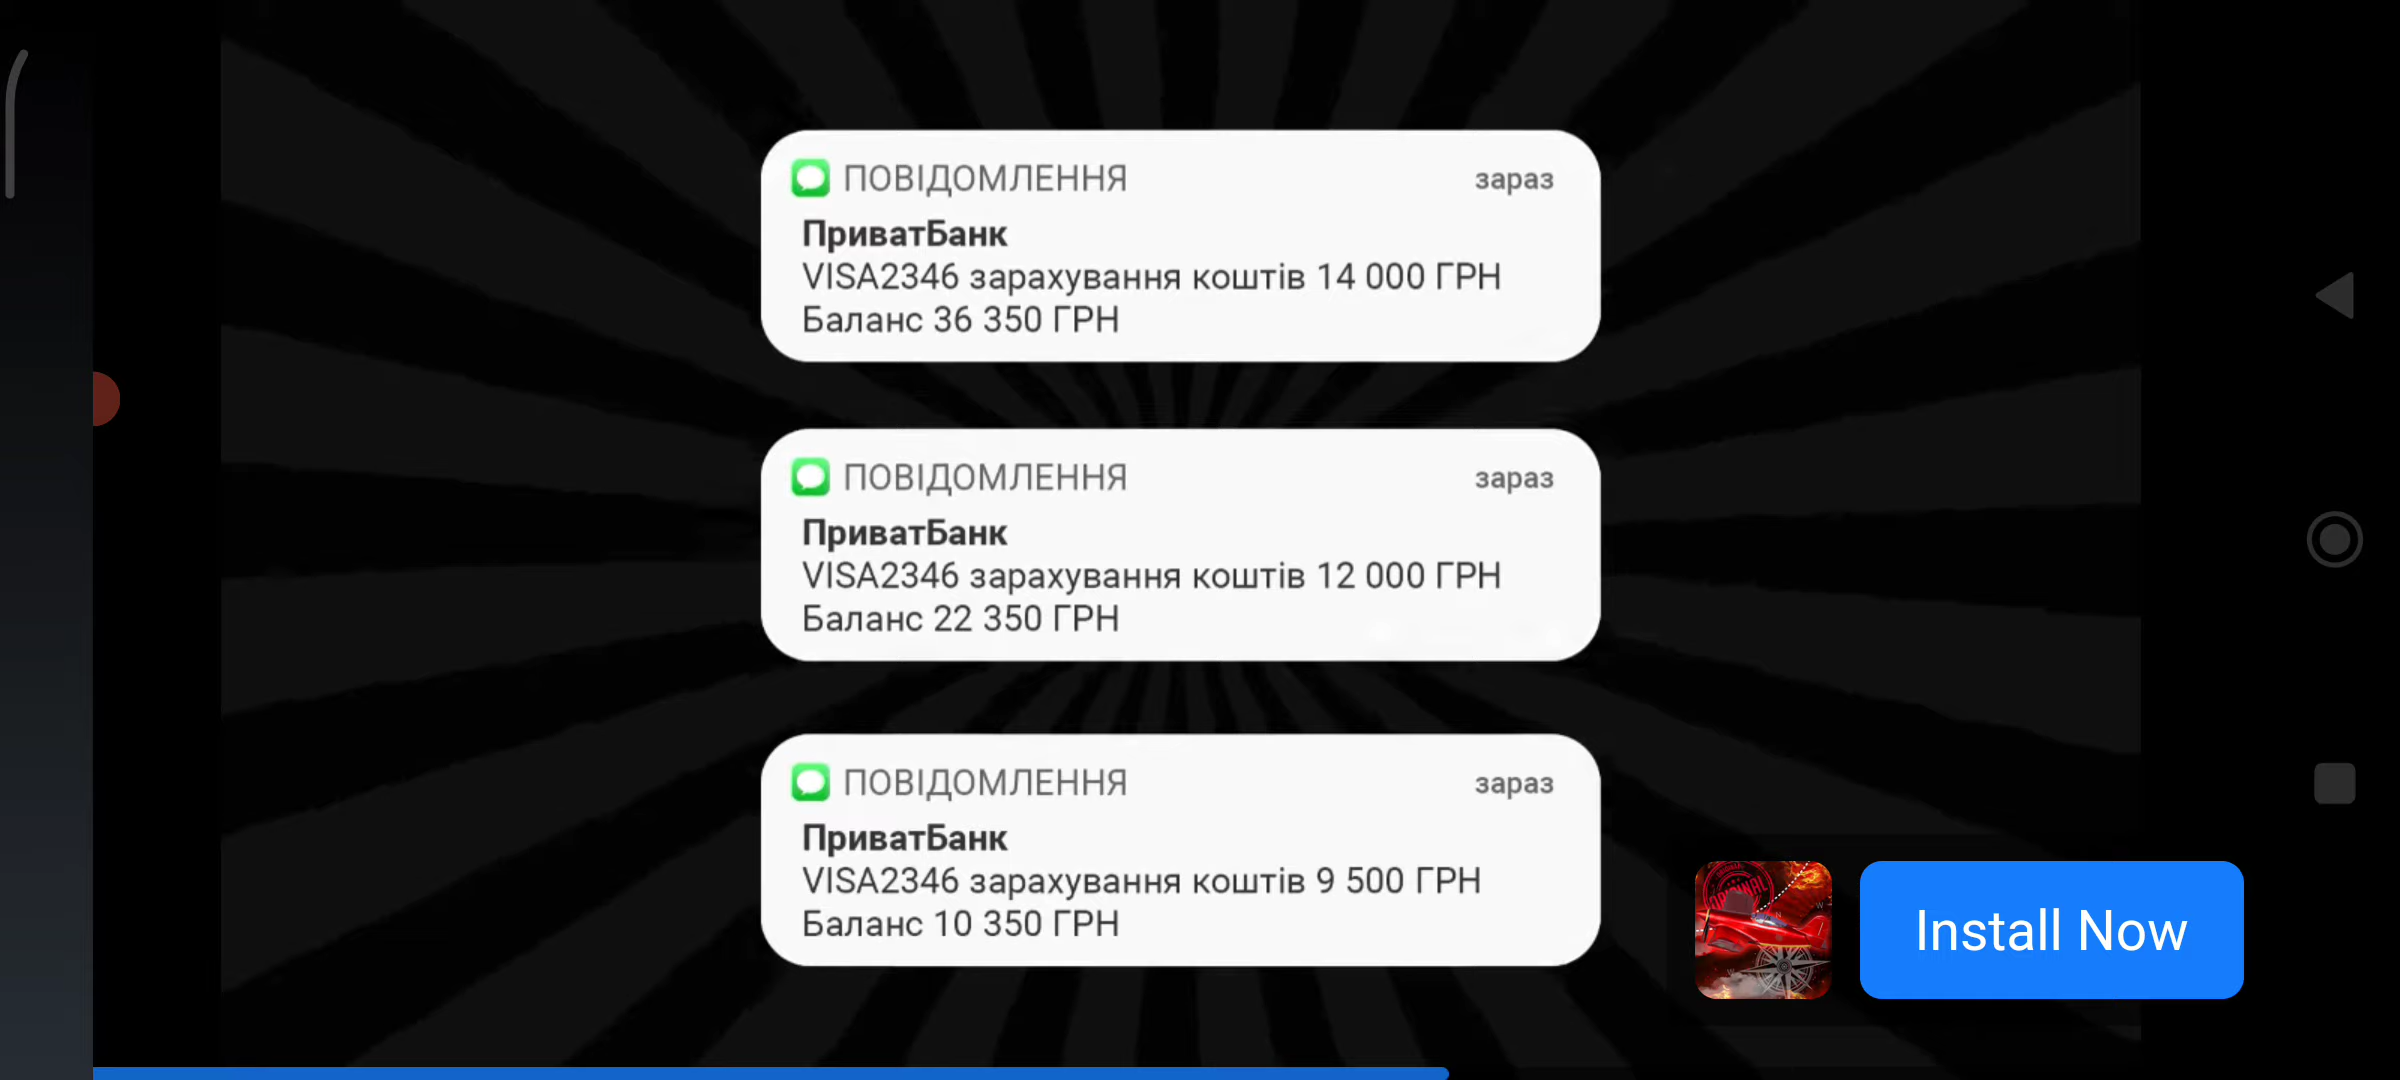 ПОВІДОМЛЕННЯ зараз
ПриватБанк
VISA2346 зарахування коштів 14 000 ГРН
Баланс 36 350 ГРН
ПОВІДОМЛЕННЯ зараз
ПриватБанк
VISA2346 зарахування коштів 12 000 ГРН
Баланс 22 350 ГРН
ПОВІДОМЛЕННЯ зараз
ПриватБанк
VISA2346 зарахування коштів 9 500 ГРН
Баланс 10 350 ГРН
ORIGINAL
Install Now